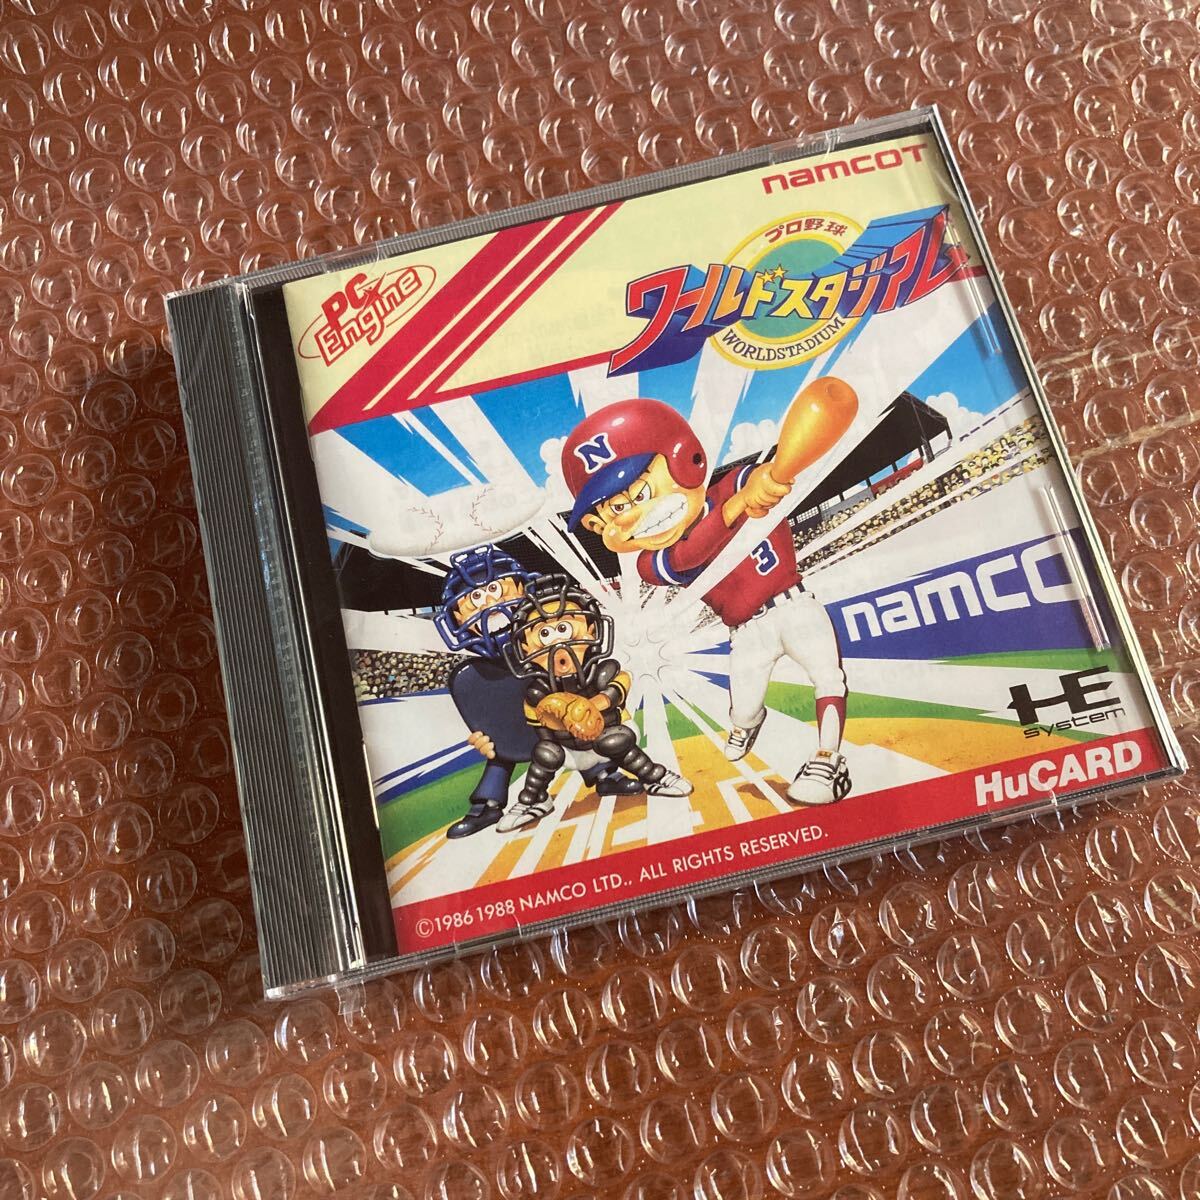 namcot
プロ野球
ワールドスタジアム
WORLDSTADIUM
PC
Engine
N
3
namco
HE
system
HuCARD
©1986 1988 NAMCO LTD., ALL RIGHTS RESERVED.